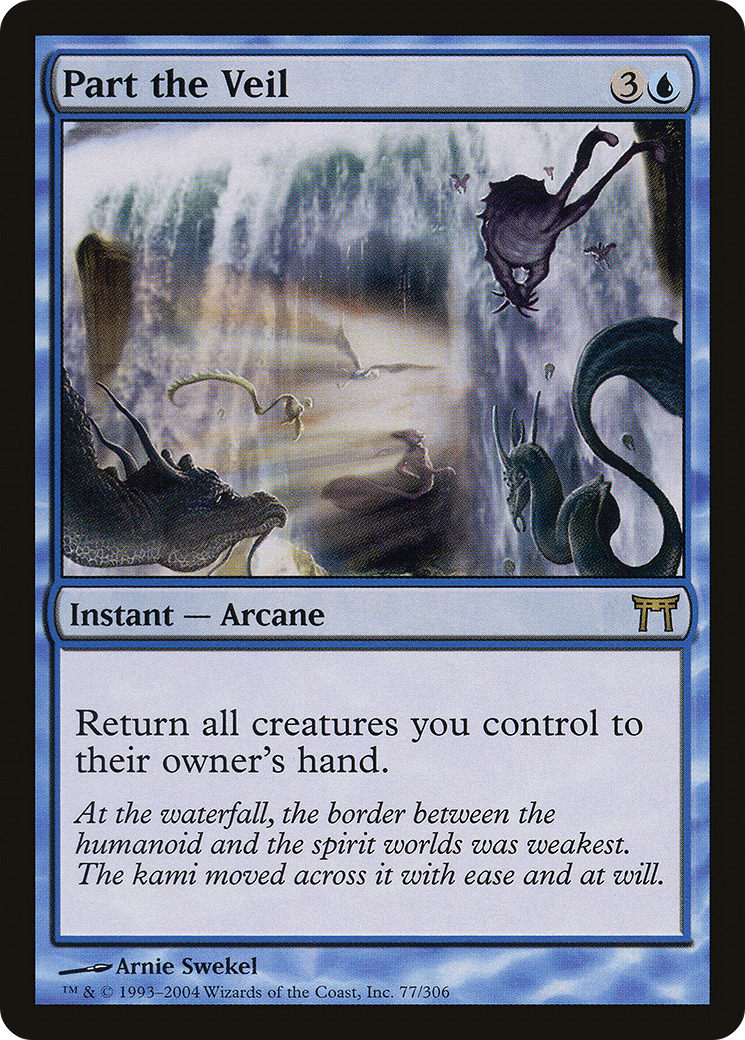 Part the Veil 3
Instant — Arcane
Return all creatures you control to
their owner's hand.
At the waterfall, the border between the
humanoid and the spirit worlds was weakest.
The kami moved across it with ease and at will.
Arnie Swekel
™ & © 1993–2004 Wizards of the Coast, Inc. 77/306